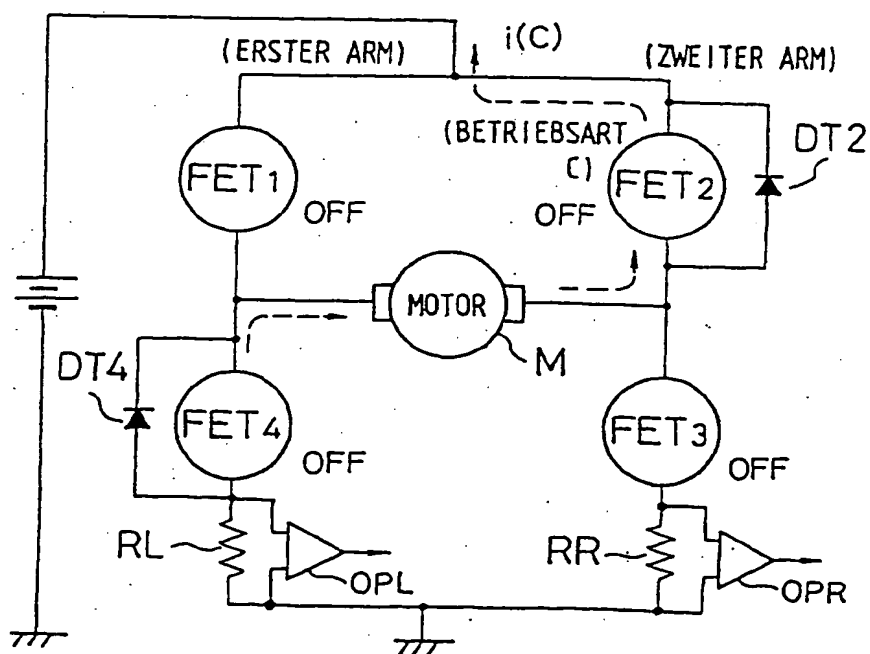 i(C)
(ERSTER ARM)
(ZWEITER ARM)
(BETRIEBSART
C)
DT2
FET1
OFF
FET2
OFF
MOTOR
M
DT4
FET4
OFF
FET3
OFF
RL
OPL
RR
OPR